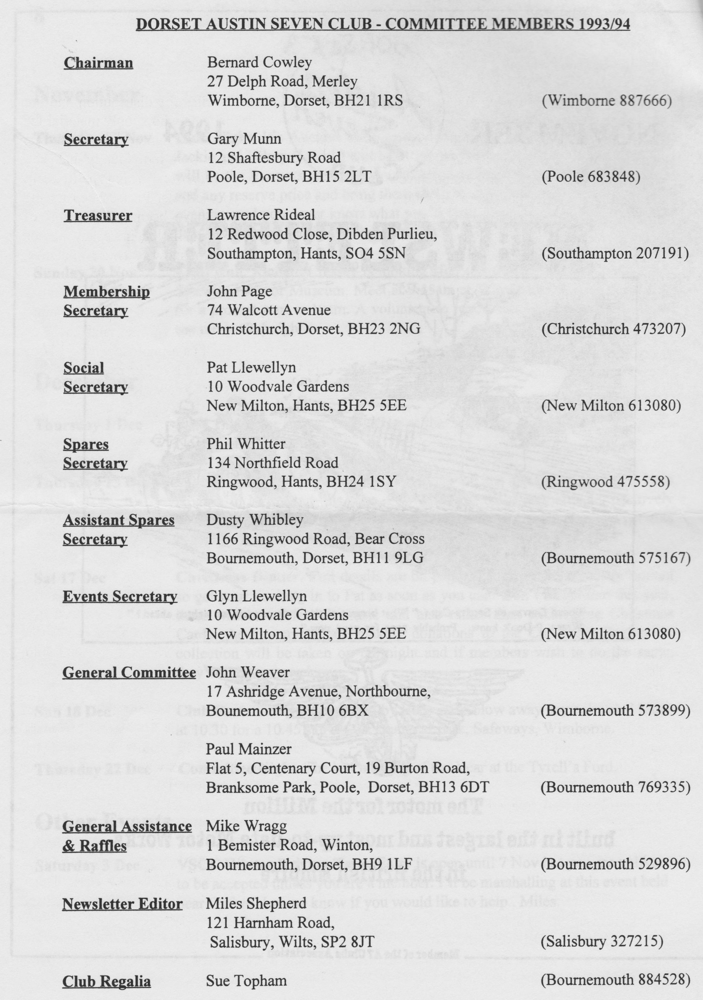 DORSET AUSTIN SEVEN CLUB - COMMITTEE MEMBERS 1993/94
Chairman Bernard Cowley
27 Delph Road, Merley
Wimborne, Dorset, BH21 1RS (Wimborne 887666)
Secretary Gary Munn
12 Shaftesbury Road
Poole, Dorset, BH15 2LT (Poole 683848)
Treasurer Lawrence Rideal
12 Redwood Close, Dibden Purlieu,
Southampton, Hants, SO4 5SN (Southampton 207191)
Membership John Page
Secretary 74 Walcott Avenue
Christchurch, Dorset, BH23 2NG (Christchurch 473207)
Social Pat Llewellyn
Secretary 10 Woodvale Gardens
New Milton, Hants, BH25 5EE (New Milton 613080)
Spares Phil Whitter
Secretary 134 Northfield Road
Ringwood, Hants, BH24 1SY (Ringwood 475558)
Assistant Spares Dusty Whibley
Secretary 1166 Ringwood Road, Bear Cross
Bournemouth, Dorset, BH11 9LG (Bournemouth 575167)
Events Secretary Glyn Llewellyn
10 Woodvale Gardens
New Milton, Hants, BH25 5EE (New Milton 613080)
General Committee John Weaver
17 Ashridge Avenue, Northbourne,
Bounemouth, BH10 6BX (Bournemouth 573899)
Paul Mainzer
Flat 5, Centenary Court, 19 Burton Road,
Branksome Park, Poole, Dorset, BH13 6DT (Bournemouth 769335)
General Assistance Mike Wragg
& Raffles 1 Bemister Road, Winton,
Bournemouth, Dorset, BH9 1LF (Bournemouth 529896)
Newsletter Editor Miles Shepherd
121 Harnham Road,
Salisbury, Wilts, SP2 8JT (Salisbury 327215)
Club Regalia Sue Topham (Bournemouth 884528)